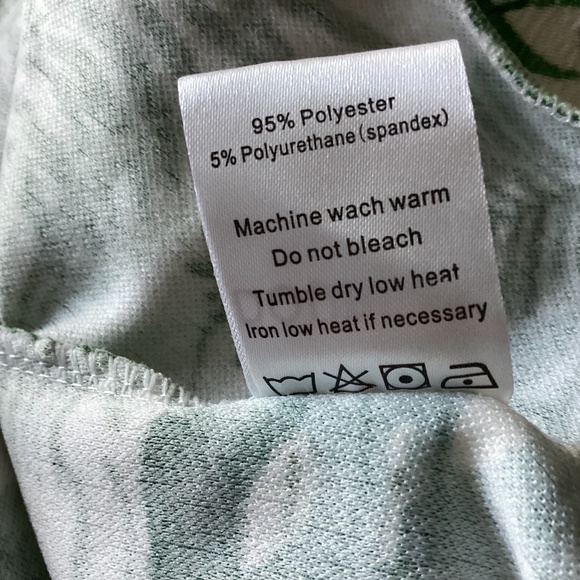 95% Polyester
5% Polyurethane(spandex)
Machine wach warm
Do not bleach
Tumble dry low heat
Iron low heat if necessary